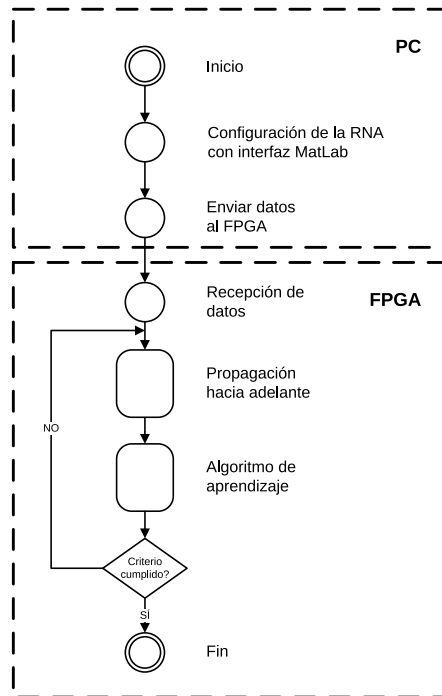 PC
Inicio
Configuración de la RNA
con interfaz MatLab
Enviar datos
al FPGA
Recepción de
datos
FPGA
Propagación
hacia adelante
NO
Algoritmo de
aprendizaje
Criterio
cumplido?
SÍ
Fin